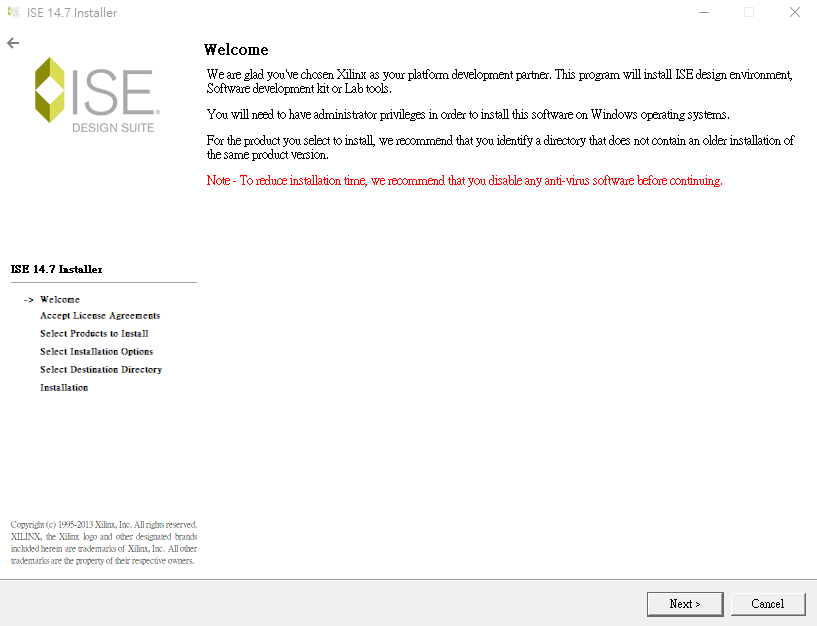 ISE 14.7 Installer
ISE.
DESIGN SUITE
Welcome
We are glad you've chosen Xilinx as your platform development partner. This program will install ISE design environment,
Software development kit or Lab tools.
You will need to have administrator privileges in order to install this software on Windows operating systems.
For the product you select to install, we recommend that you identify a directory that does not contain an older installation of
the same product version.
Note - To reduce installation time, we recommend that you disable any anti-virus software before continuing.
ISE 14.7 Installer
-> Welcome
Accept License Agreements
Select Products to Install
Select Installation Options
Select Destination Directory
Installation
Copyright (c) 1995-2013 Xilinx, Inc. All rights reserved.
XILINX, the Xilinx logo and other designated brands
included herein are trademarks of Xilinx, Inc. All other
trademarks are the property of their respective owners.
Next >
Cancel